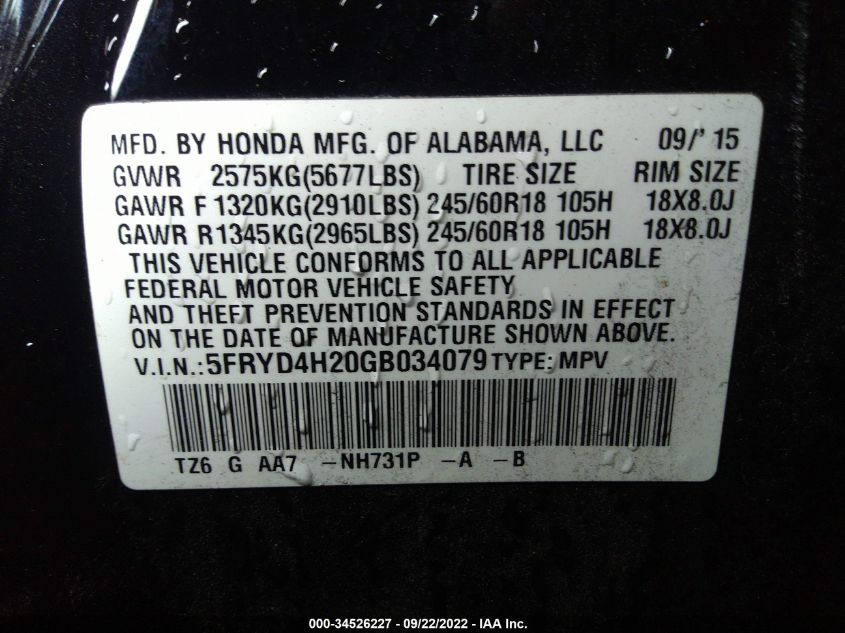 MFD. BY HONDA MFG. OF ALABAMA, LLC 09/' 15
GVWR 2575KG(5677LBS) TIRE SIZE RIM SIZE
GAWR F 1320KG(2910LBS) 245/60R18 105H 18X8.0J
GAWR R1345KG(2965LBS) 245/60R18 105H 18X8.0J
THIS VEHICLE CONFORMS TO ALL APPLICABLE
FEDERAL MOTOR VEHICLE SAFETY
AND THEFT PREVENTION STANDARDS IN EFFECT
ON THE DATE OF MANUFACTURE SHOWN ABOVE.
V.I.N.:5FRYD4H20GB034079 TYPE: MPV
TZ6 G AA7 -NH731P -A -B
000-34526227 - 09/22/2022 - IAA Inc.